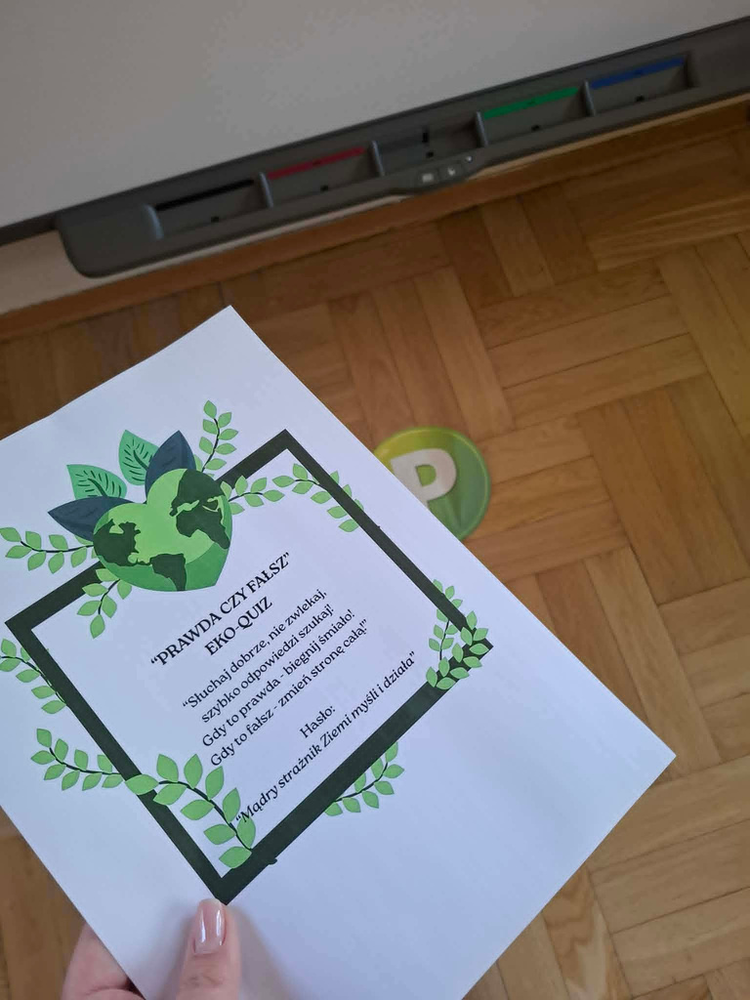 P
"PRAWDA CZY FAŁSZ"
EKO-QUIZ
"Słuchaj dobrze, nie zwlekaj,
szybko odpowiedzi szukaj!
Gdy to prawda - biegnij śmiało!
Gdy to fałsz - zmień stronę całą!"
Hasło:
"Mądry strażnik Ziemi myśli i działa"